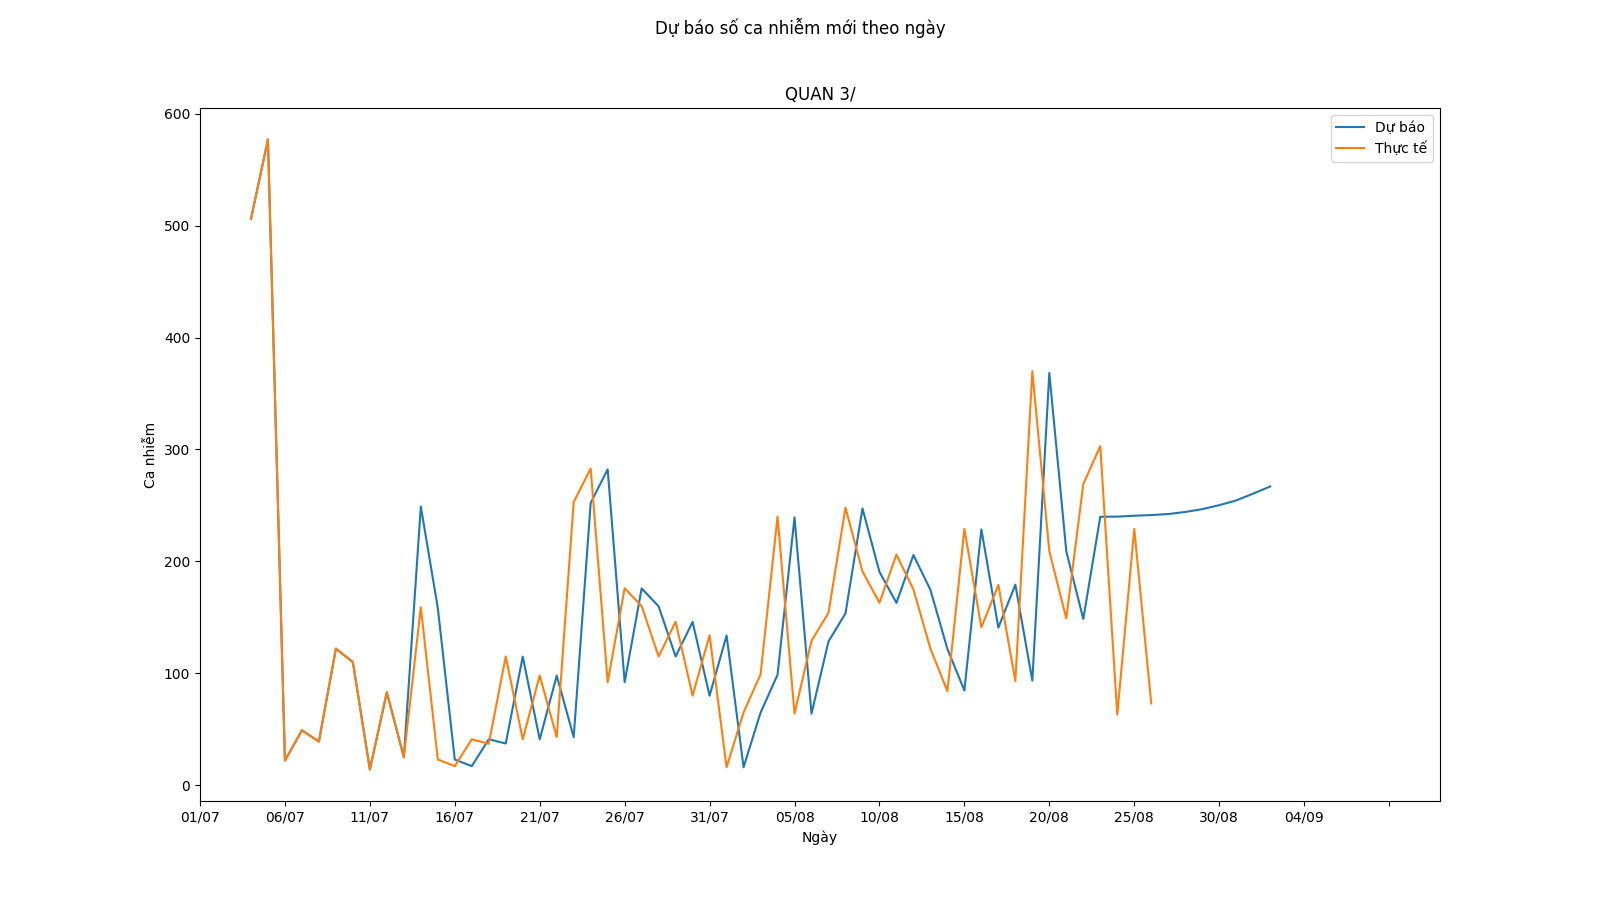 Dự báo số ca nhiễm mới theo ngày
QUAN 3/
Dự báo
Thực tế
600
500
400
300
200
100
0
Ca nhiễm
01/07 06/07 11/07 16/07 21/07 26/07 31/07 05/08 10/08 15/08 20/08 25/08 30/08 04/09
Ngày